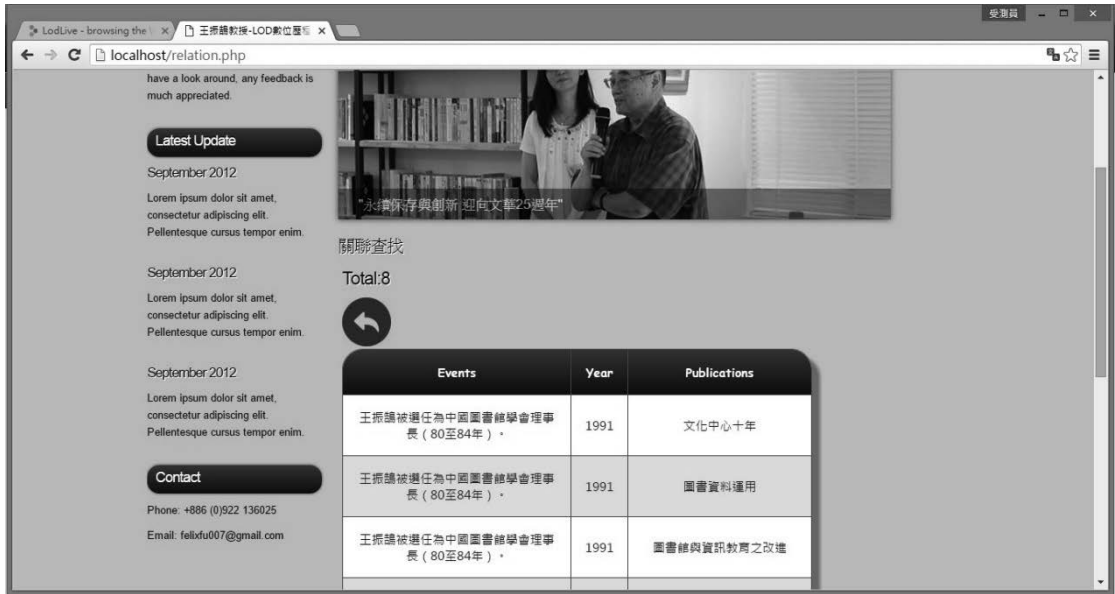 受測員
LodLive - browsing the
王振鵠教授-LOD數位歷程
localhost/relation.php
have a look around, any feedback is
much appreciated.
Latest Update
September 2012
Lorem ipsum dolor sit amet,
consectetur adipiscing elit.
Pellentesque cursus tempor enim.
September 2012
Lorem ipsum dolor sit amet,
consectetur adipiscing elit.
Pellentesque cursus tempor enim.
September 2012
Lorem ipsum dolor sit amet,
consectetur adipiscing elit.
Pellentesque cursus tempor enim.
Contact
Phone: +886 (0)922 136025
Email: felixfu007@gmail.com
"永續保存與創新 迎向文華25週年"
關聯查找
Total:8
Events Year Publications
王振鵠被選任為中國圖書館學會理事
長（80至84年）。 1991 文化中心十年
王振鵠被選任為中國圖書館學會理事
長（80至84年）。 1991 圖書資料運用
王振鵠被選任為中國圖書館學會理事
長（80至84年）。 1991 圖書館與資訊教育之改進